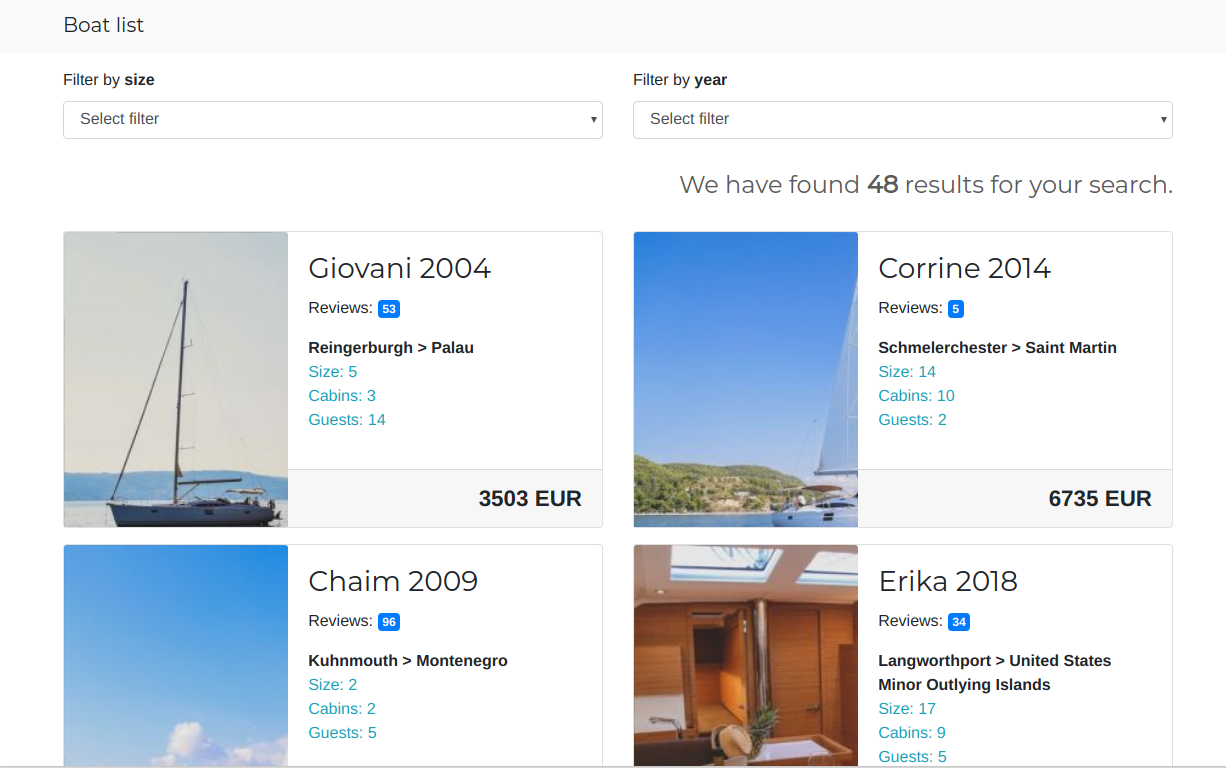 Boat list
Filter by size
Select filter
Filter by year
Select filter
We have found 48 results for your search.
Giovani 2004
Reviews: 53
Reingerburgh > Palau
Size: 5
Cabins: 3
Guests: 14
3503 EUR
Corrine 2014
Reviews: 5
Schmelerchester > Saint Martin
Size: 14
Cabins: 10
Guests: 2
6735 EUR
Chaim 2009
Reviews: 96
Kuhnmouth > Montenegro
Size: 2
Cabins: 2
Guests: 5
Erika 2018
Reviews: 34
Langworthport > United States
Minor Outlying Islands
Size: 17
Cabins: 9
Guests: 5